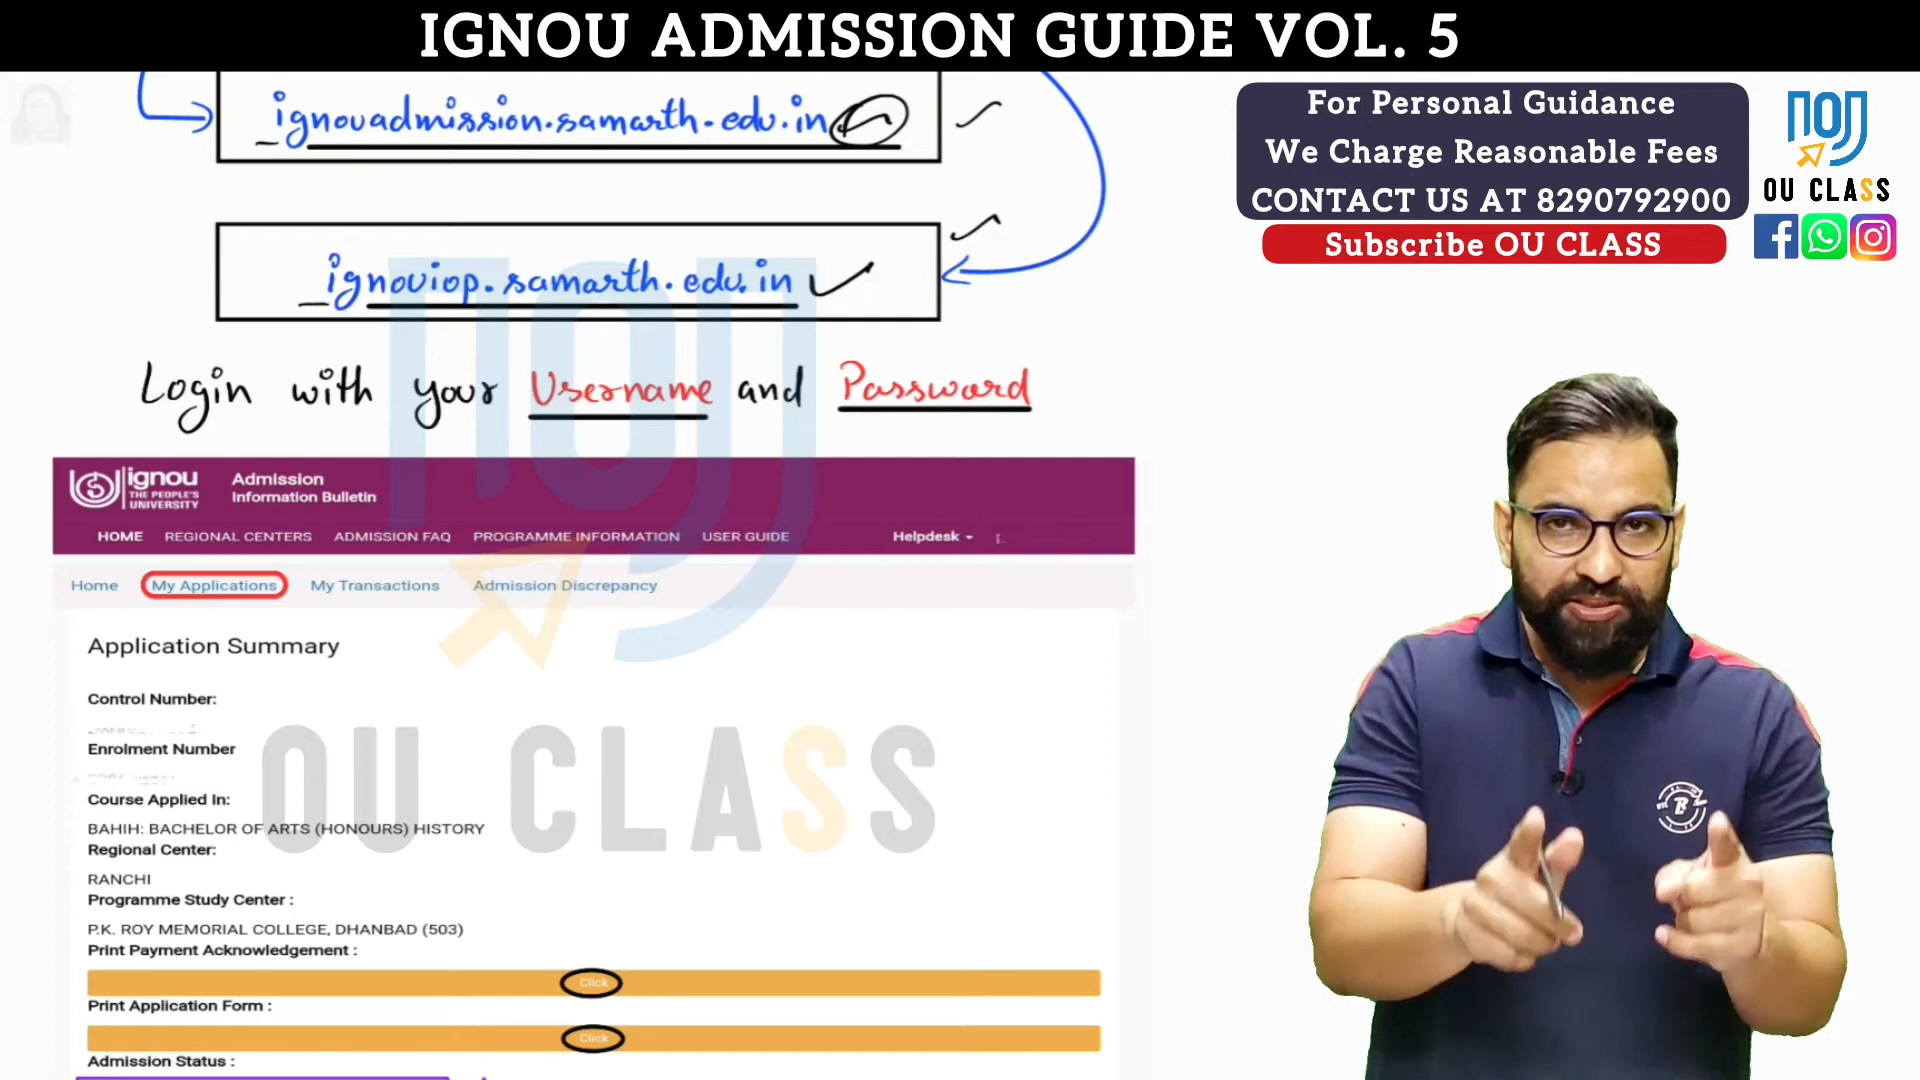 IGNOU ADMISSION GUIDE VOL. 5
ignouadmission.samarth.edu.in
For Personal Guidance
We Charge Reasonable Fees
CONTACT US AT 8290792900
OU CLASS
Subscribe OU CLASS
ignouiop.samarth.edu.in
Login with your Username and Password
ignou
THE PEOPLE'S
UNIVERSITY
Admission
Information Bulletin
HOME REGIONAL CENTERS ADMISSION FAQ PROGRAMME INFORMATION USER GUIDE Helpdesk
Home My Applications My Transactions Admission Discrepancy
Application Summary
Control Number:
Enrolment Number
OU CLASS
Course Applied In:
BAHIH: BACHELOR OF ARTS (HONOURS) HISTORY
Regional Center:
RANCHI
Programme Study Center :
P.K. ROY MEMORIAL COLLEGE, DHANBAD (503)
Print Payment Acknowledgement :
Click
Print Application Form :
Click
Admission Status :